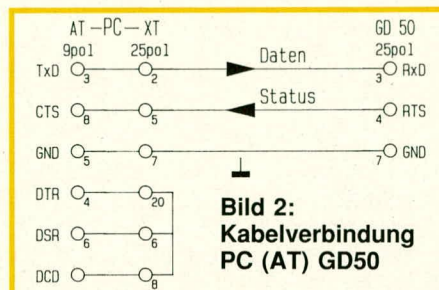 AT – PC – XT GD 50
9pol 25pol 25pol
Daten
TxD 3 2 3 RxD
Status
CTS 8 5 4 RTS
GND 5 7 7 GND
DTR 4 20
DSR 6 6
DCD 8
Bild 2:
Kabelverbindung
PC (AT) GD50